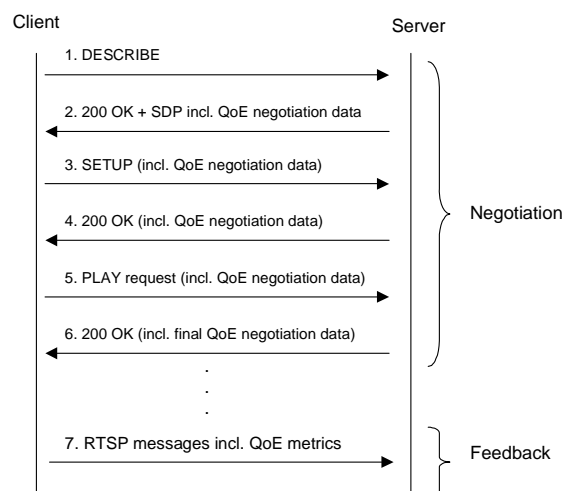 Client
Server
1. DESCRIBE
2. 200 OK + SDP incl. QoE negotiation data
3. SETUP (incl. QoE negotiation data)
4. 200 OK (incl. QoE negotiation data)
Negotiation
5. PLAY request (incl. QoE negotiation data)
6. 200 OK (incl. final QoE negotiation data)
.
.
.
7. RTSP messages incl. QoE metrics
Feedback